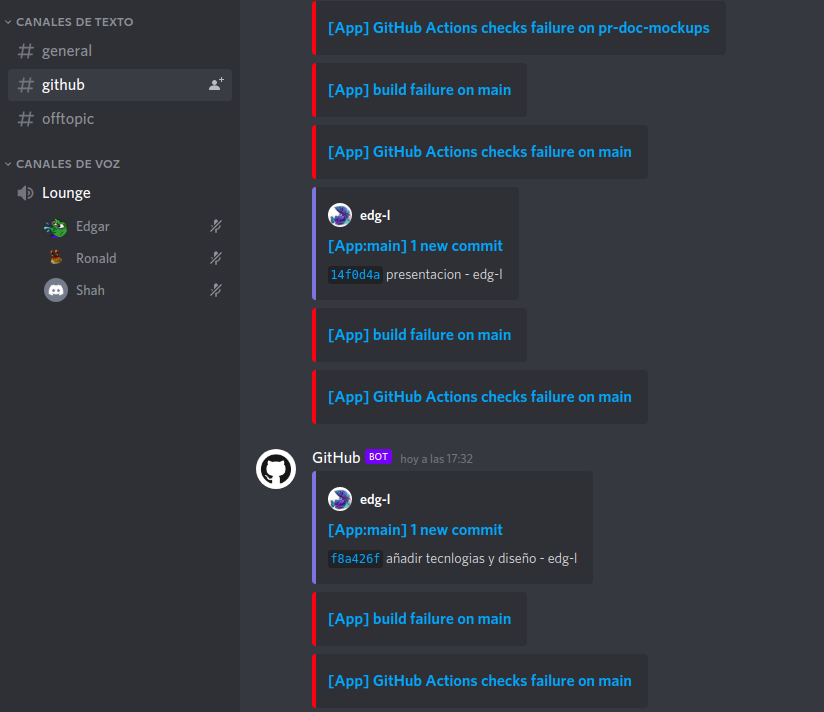 CANALES DE TEXTO
general
github
offtopic
CANALES DE VOZ
Lounge
Edgar
Ronald
Shah
[App] GitHub Actions checks failure on pr-doc-mockups
[App] build failure on main
[App] GitHub Actions checks failure on main
edg-l
[App:main] 1 new commit
14f0d4a presentacion - edg-l
[App] build failure on main
[App] GitHub Actions checks failure on main
GitHub BOT hoy a las 17:32
edg-l
[App:main] 1 new commit
f8a426f añadir tecnlogias y diseño - edg-l
[App] build failure on main
[App] GitHub Actions checks failure on main